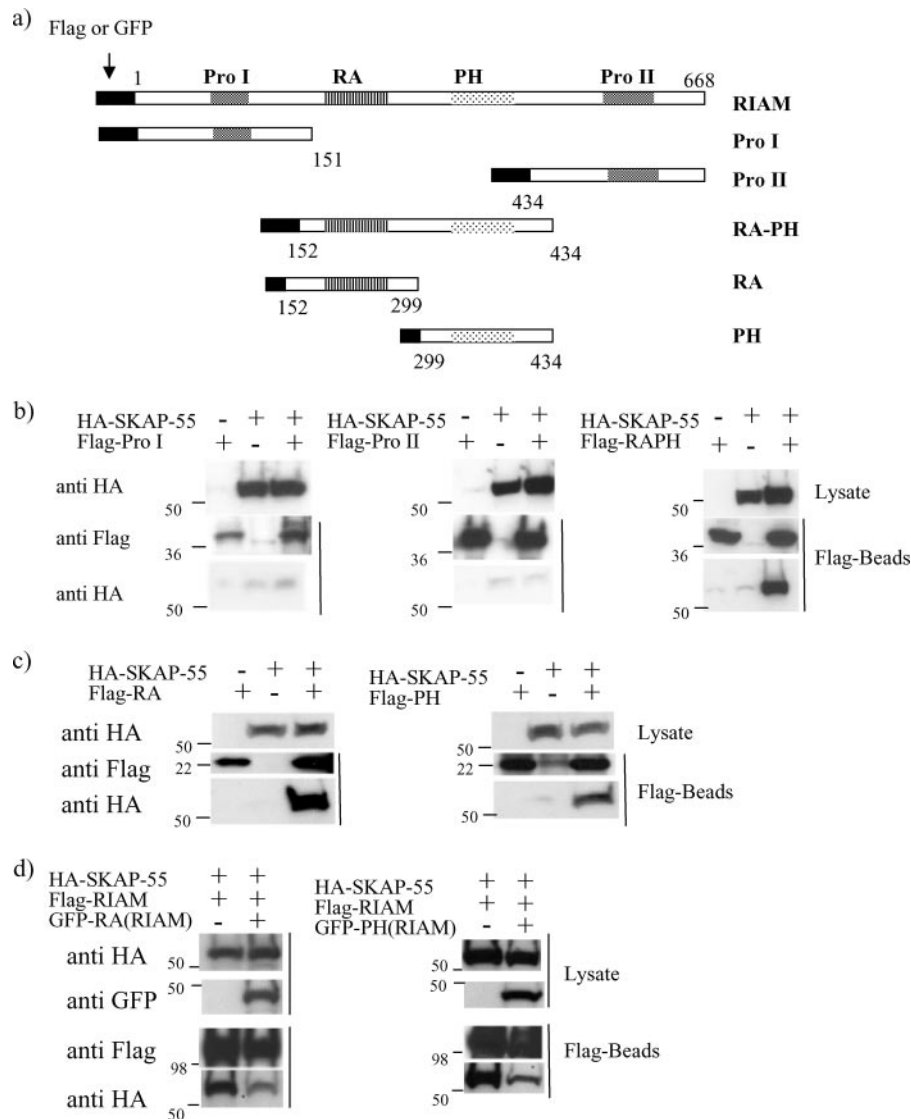 a)
Flag or GFP
1 Pro I RA PH Pro II 668
RIAM
Pro I
151
Pro II
434
RA-PH
152 434
RA
152 299
PH
299 434
b)
HA-SKAP-55 - + +
Flag-Pro I + - +
anti HA
50
anti Flag
36
anti HA
50
HA-SKAP-55 - + +
Flag-Pro II + - +
50
36
50
HA-SKAP-55 - + +
Flag-RAPH + - +
50
Lysate
36
Flag-Beads
50
c)
HA-SKAP-55 - + +
Flag-RA + - +
anti HA
50
anti Flag
22
anti HA
50
HA-SKAP-55 - + +
Flag-PH + - +
50
Lysate
22
Flag-Beads
50
d)
HA-SKAP-55 + +
Flag-RIAM + +
GFP-RA(RIAM) - +
anti HA
50
anti GFP
50
anti Flag
98
anti HA
50
HA-SKAP-55 + +
Flag-RIAM + +
GFP-PH(RIAM) - +
50
Lysate
50
Flag-Beads
98
50